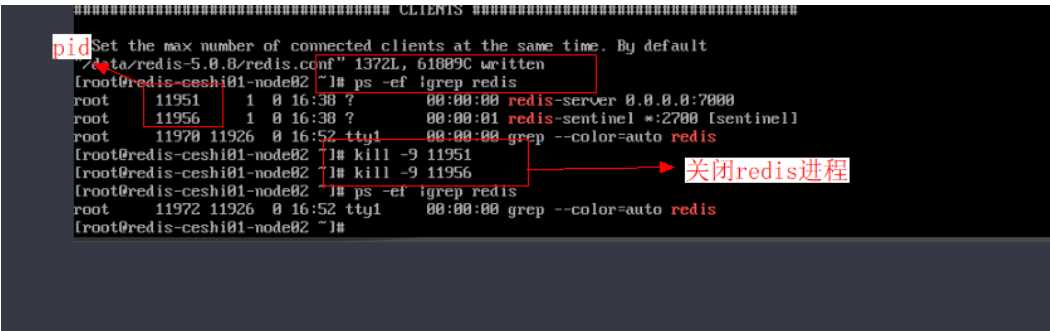 ################################## CLIENTS ####################################
pid
Set the max number of connected clients at the same time. By default
"/data/redis-5.0.8/redis.conf" 1372L, 61809C written
[root@redis-ceshi01-node02 ~]# ps -ef |grep redis
root 11951 1 0 16:38 ? 00:00:00 redis-server 0.0.0.0:7000
root 11956 1 0 16:38 ? 00:00:01 redis-sentinel *:2700 [sentinel]
root 11970 11926 0 16:52 tty1 00:00:00 grep --color=auto redis
[root@redis-ceshi01-node02 ~]# kill -9 11951
[root@redis-ceshi01-node02 ~]# kill -9 11956
关闭redis进程
[root@redis-ceshi01-node02 ~]# ps -ef |grep redis
root 11972 11926 0 16:52 tty1 00:00:00 grep --color=auto redis
[root@redis-ceshi01-node02 ~]#